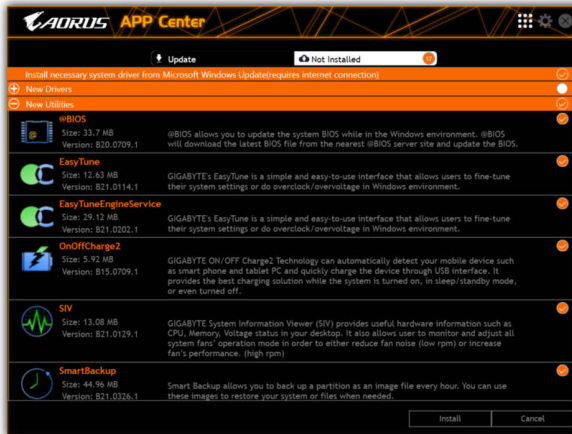 AORUS APP Center
Update
Not Installed 17
Install necessary system driver from Microsoft Windows Update(requires internet connection)
New Drivers
New Utilities
@BIOS
Size: 33.7 MB
Version: B20.0709.1
@BIOS allows you to update the system BIOS while in the Windows environment. @BIOS
will download the latest BIOS file from the nearest @BIOS server site and update the BIOS.
EasyTune
Size: 12.63 MB
Version: B21.0114.1
GIGABYTE's EasyTune is a simple and easy-to-use interface that allows users to fine-tune
their system settings or do overclock/overvoltage in Windows environment.
EasyTuneEngineService
Size: 29.12 MB
Version: B21.0202.1
GIGABYTE's EasyTune is a simple and easy-to-use interface that allows users to fine-tune
their system settings or do overclock/overvoltage in Windows environment.
OnOffCharge2
Size: 5.92 MB
Version: B15.0709.1
GIGABYTE ON/OFF Charge2 Technology can automatically detect your mobile device such
as smart phone and tablet PC and quickly charge the device through USB interface. It
provides the best charging solution while the system is turned on, in sleep/standby mode,
or even turned off.
SIV
Size: 13.08 MB
Version: B21.0129.1
GIGABYTE System Information Viewer (SIV) provides useful hardware information such as
CPU, Memory, Voltage status in your desktop. It also allows user to monitor and adjust all
system fans' operation mode in order to either reduce fan noise (low rpm) or increase
fan's performance. (high rpm)
SmartBackup
Size: 44.96 MB
Version: B21.0326.1
Smart Backup allows you to back up a partition as an image file every hour. You can use
these images to restore your system or files when needed.
Install
Cancel